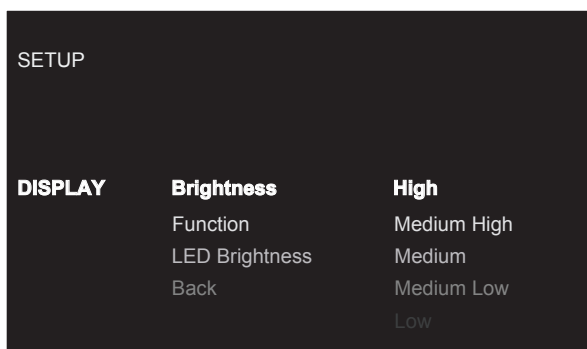 SETUP
DISPLAY Brightness High
Function Medium High
LED Brightness Medium
Back Medium Low
Low